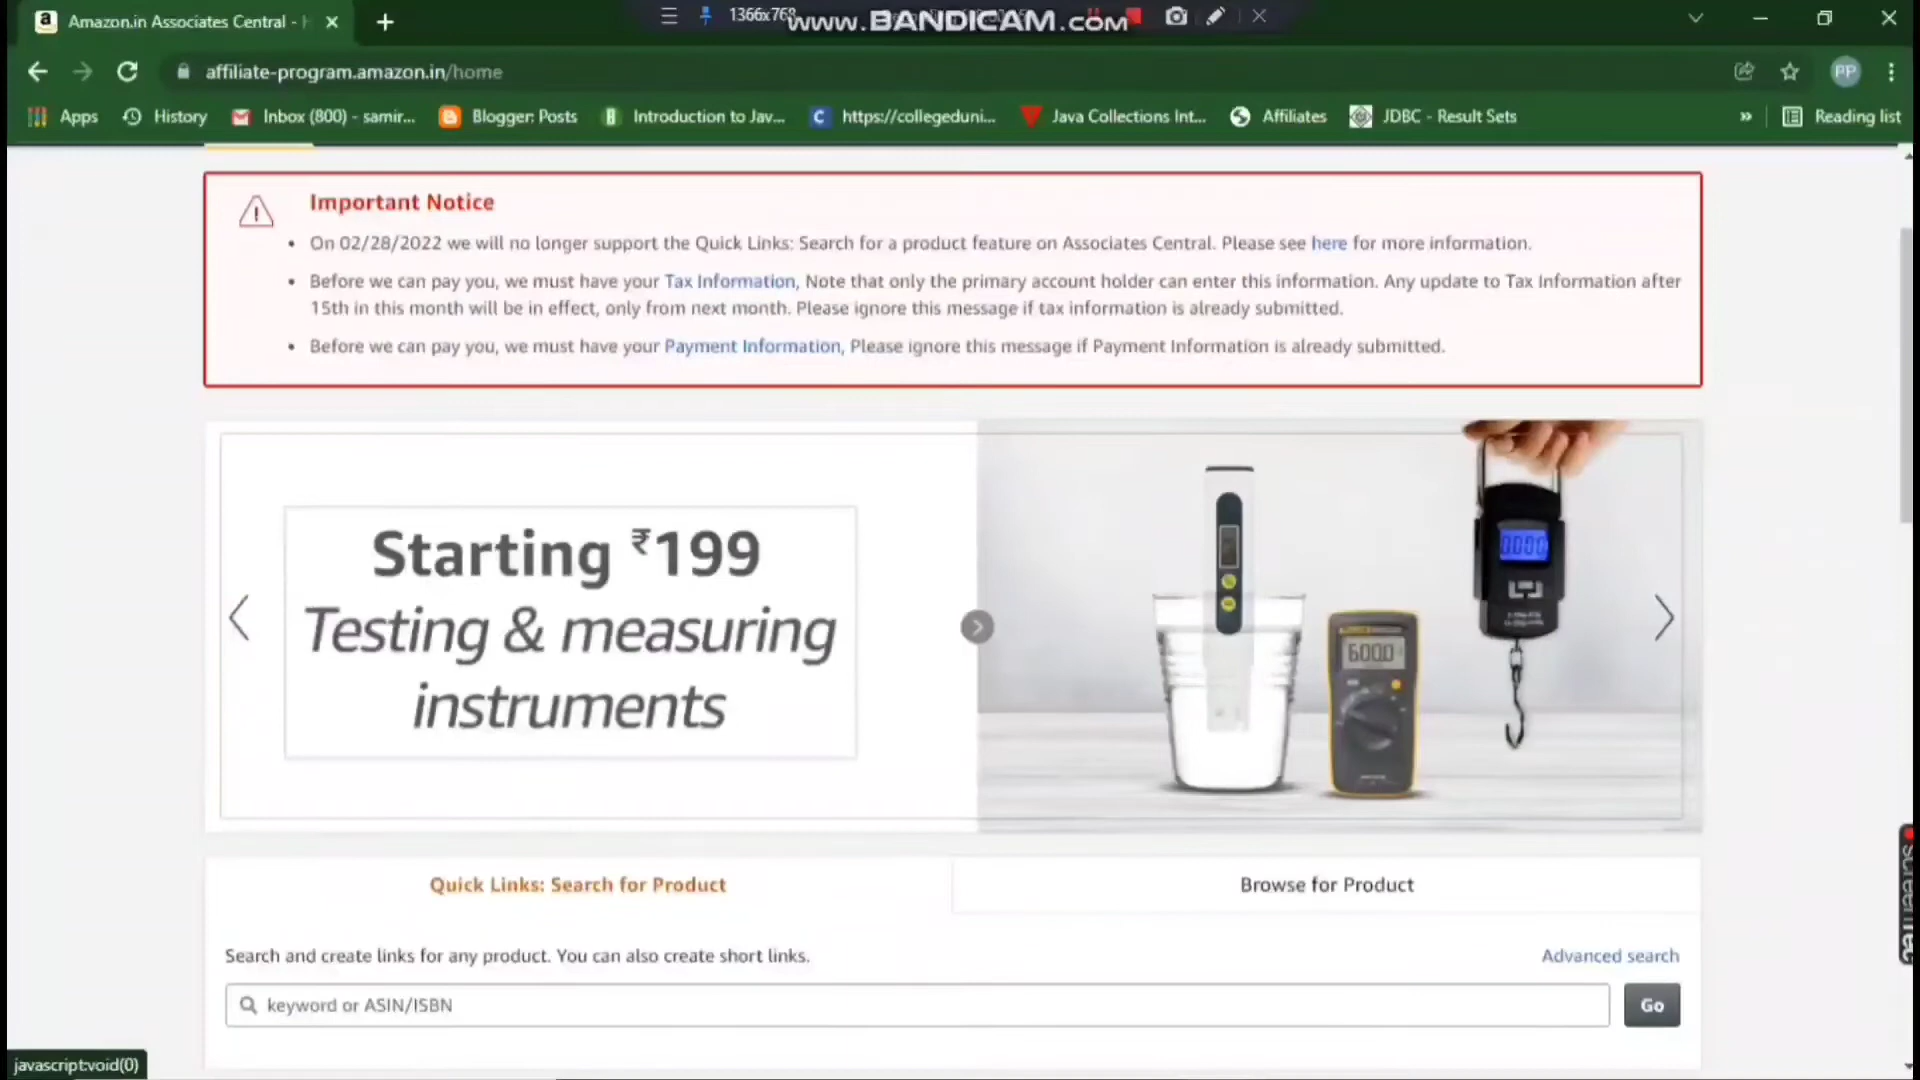 Amazon.in Associates Central - H
1366x768
www.BANDICAM.com
affiliate-program.amazon.in/home
PP
Apps
History
Inbox (800) - samir...
Blogger: Posts
Introduction to Jav...
https://collegeduni...
Java Collections Int...
Affiliates
JDBC - Result Sets
»
Reading list
Important Notice
On 02/28/2022 we will no longer support the Quick Links: Search for a product feature on Associates Central. Please see here for more information.
Before we can pay you, we must have your Tax Information, Note that only the primary account holder can enter this information. Any update to Tax Information after
15th in this month will be in effect, only from next month. Please ignore this message if tax information is already submitted.
Before we can pay you, we must have your Payment Information, Please ignore this message if Payment Information is already submitted.
Starting ₹199
Testing & measuring
instruments
0.000
600.0
Quick Links: Search for Product
Browse for Product
Search and create links for any product. You can also create short links.
Advanced search
keyword or ASIN/ISBN
Go
javascript:void(0)